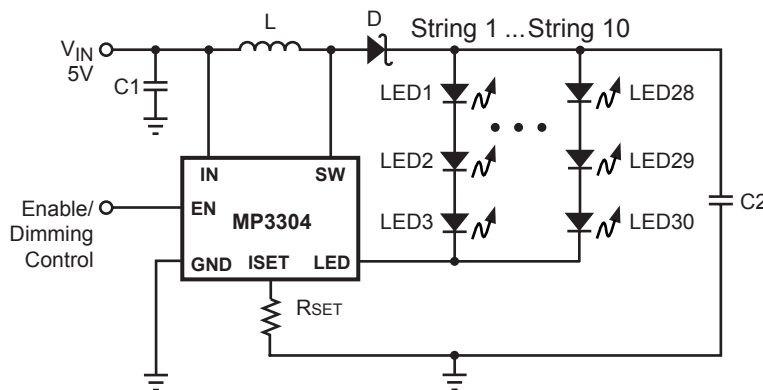 L
D
String 1 ... String 10
VIN
5V
C1
LED1
LED28
LED2
LED29
LED3
LED30
C2
IN
SW
EN
MP3304
GND
ISET
LED
Enable/
Dimming
Control
RSET